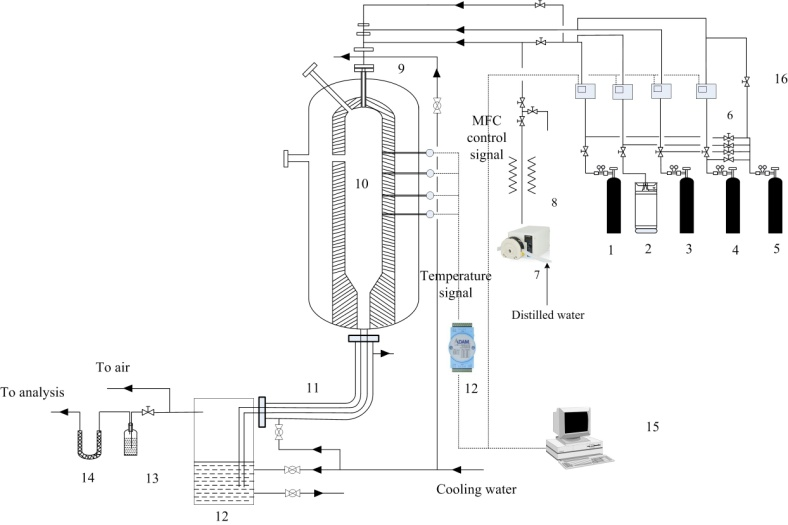 9
16
6
MFC
control
signal
10
8
1
2
3
4
5
7
Temperature
signal
Distilled water
ADAM
To air
12
To analysis
11
15
14
13
Cooling water
12